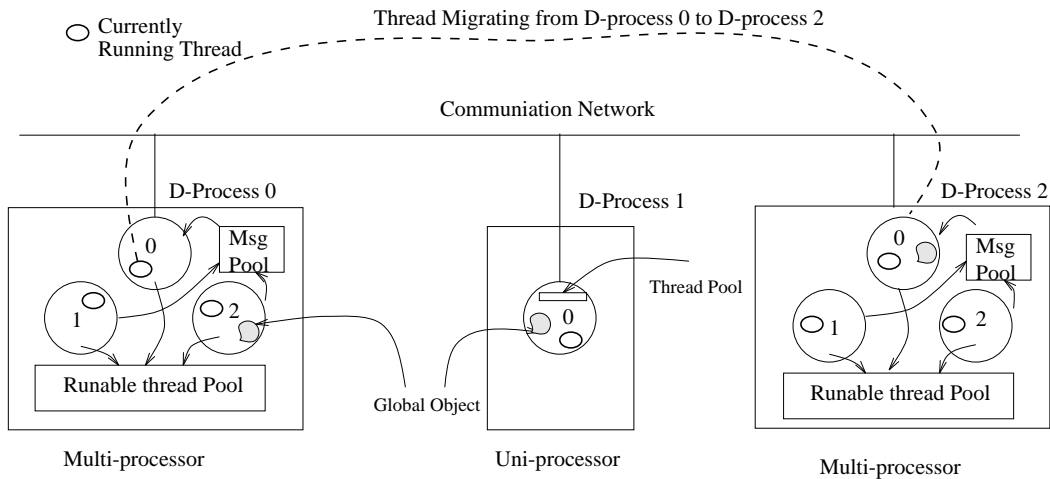 Thread Migrating from D-process 0 to D-process 2
Currently
Running Thread
Communiation Network
D-Process 0
D-Process 1
D-Process 2
0
Msg
Pool
1
2
Runable thread Pool
Thread Pool
0
Global Object
0
Msg
Pool
1
2
Runable thread Pool
Multi-processor
Uni-processor
Multi-processor